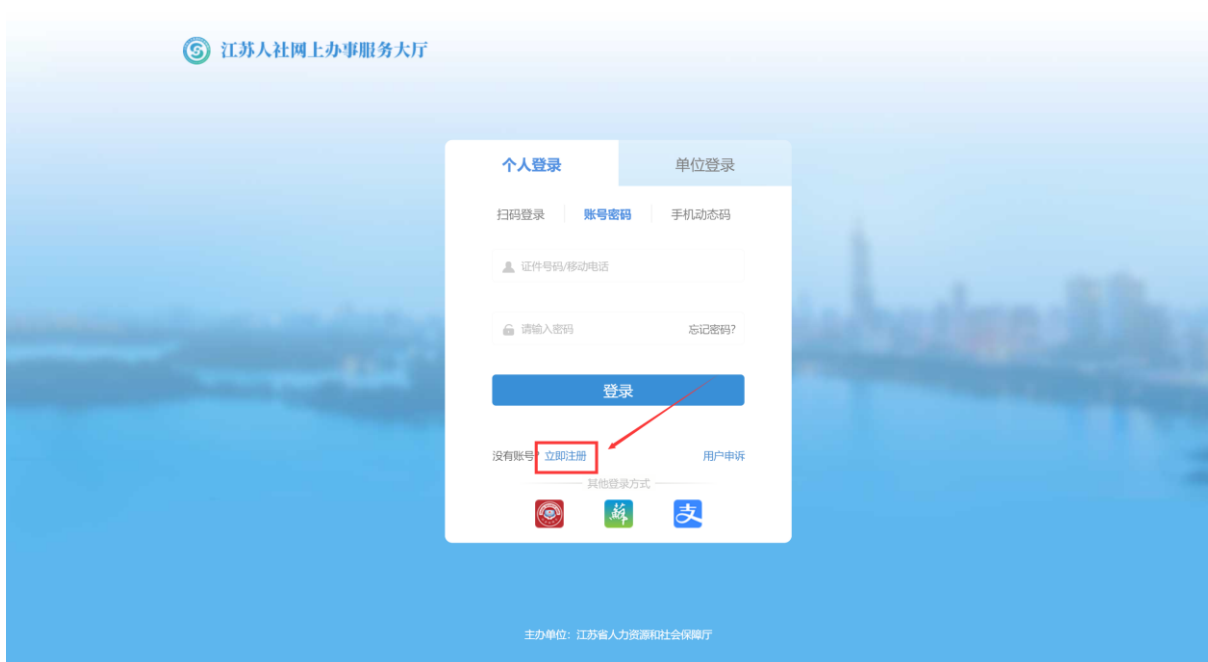 江苏人社网上办事服务大厅
个人登录 单位登录
扫码登录 账号密码 手机动态码
证件号码/移动电话
请输入密码 忘记密码?
登录
没有账号? 立即注册 用户申诉
其他登录方式
蘇 支
主办单位：江苏省人力资源和社会保障厅